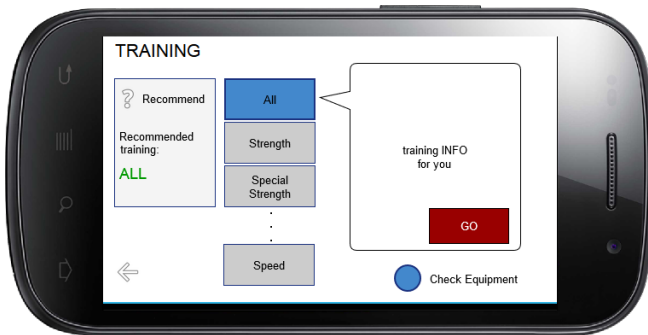 TRAINING
? Recommend
Recommended
training:
ALL
All
Strength
Special
Strength
.
.
.
Speed
training INFO
for you
GO
Check Equipment